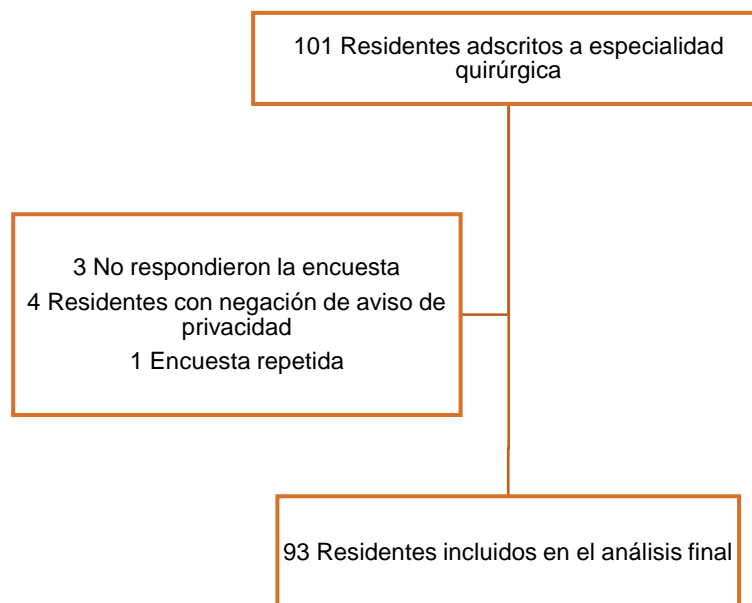 101 Residentes adscritos a especialidad
quirúrgica
3 No respondieron la encuesta
4 Residentes con negación de aviso de
privacidad
1 Encuesta repetida
93 Residentes incluidos en el análisis final